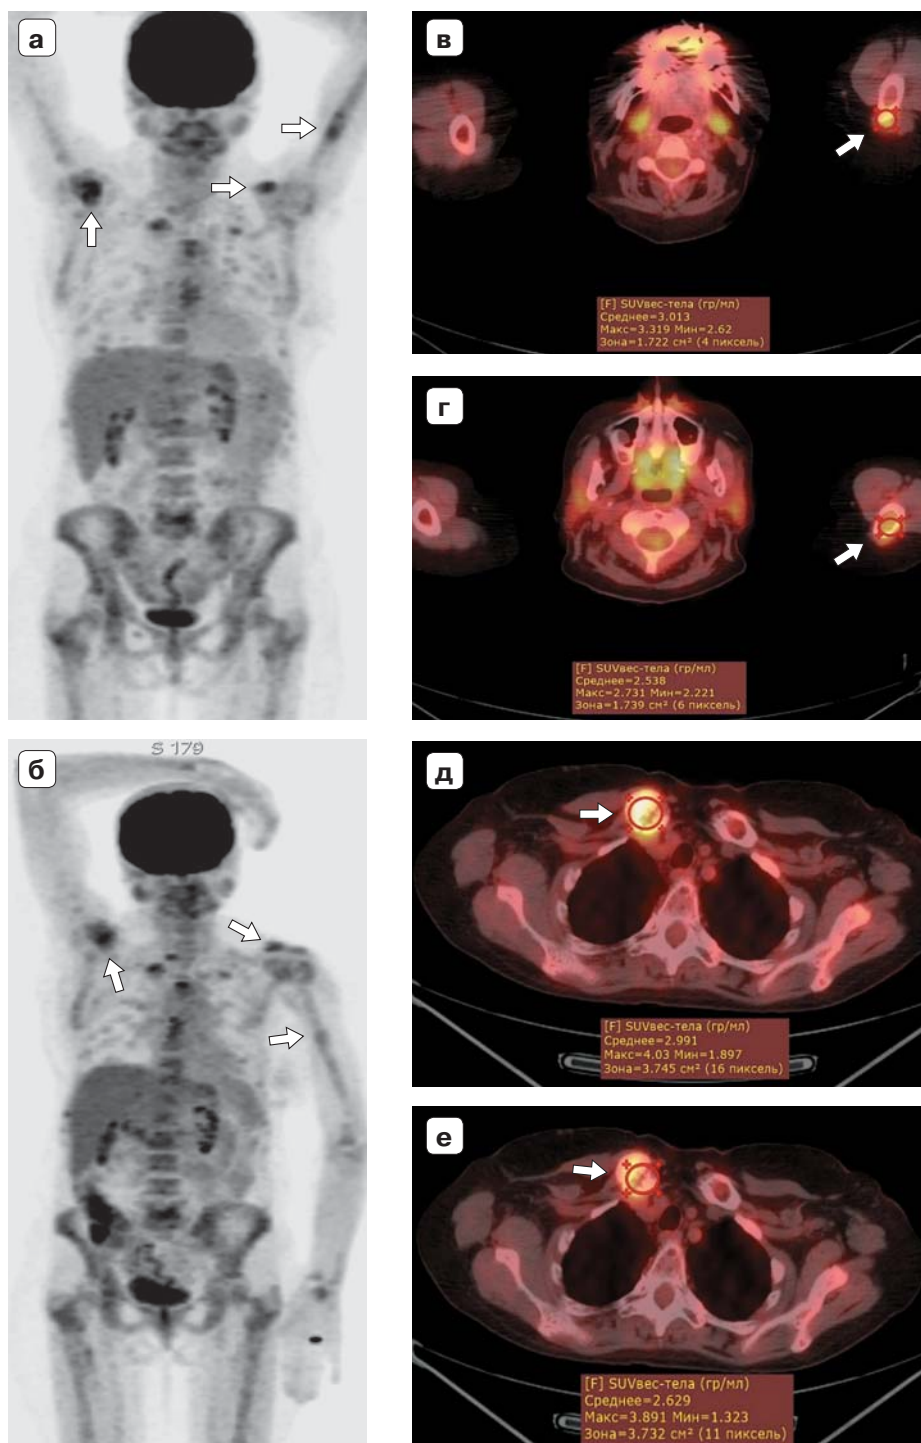 а
в
[F] SUVвес-тела (гр/мл)
Среднее=3.013
Макс=3.319 Мин=2.62
Зона=1.722 см² (4 пиксель)
г
[F] SUVвес-тела (гр/мл)
Среднее=2.538
Макс=2.731 Мин=2.221
Зона=1.739 см² (6 пиксель)
б
S 179
д
[F] SUVвес-тела (гр/мл)
Среднее=2.991
Макс=4.03 Мин=1.897
Зона=3.745 см² (16 пиксель)
е
[F] SUVвес-тела (гр/мл)
Среднее=2.629
Макс=3.891 Мин=1.323
Зона=3.732 см² (11 пиксель)